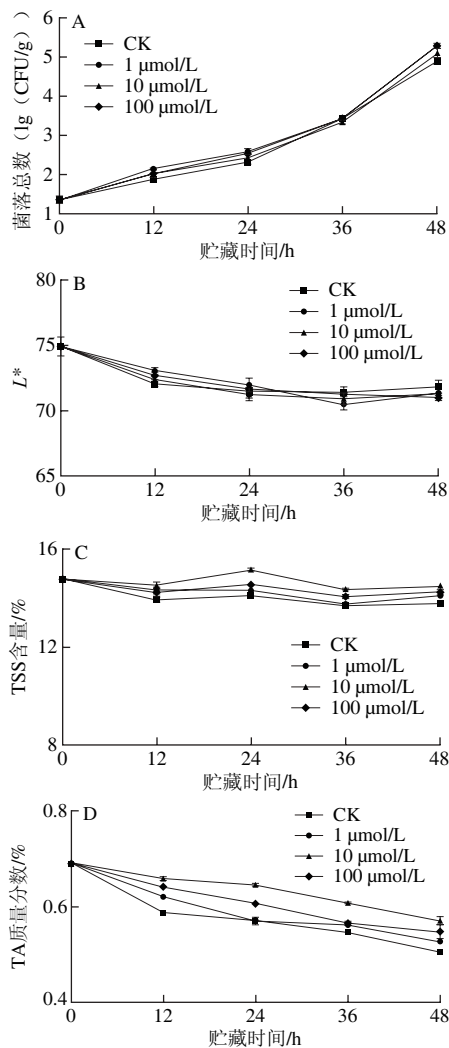 A
菌落总数（lg（CFU/g））
6
5
4
3
2
1
CK
1 μmol/L
10 μmol/L
100 μmol/L
0
12
24
36
48
贮藏时间/h
B
L*
80
75
70
65
CK
1 μmol/L
10 μmol/L
100 μmol/L
0
12
24
36
48
贮藏时间/h
C
TSS含量/%
16
12
8
CK
1 μmol/L
10 μmol/L
100 μmol/L
0
12
24
36
48
贮藏时间/h
D
TA质量分数/%
0.8
0.6
0.4
CK
1 μmol/L
10 μmol/L
100 μmol/L
0
12
24
36
48
贮藏时间/h